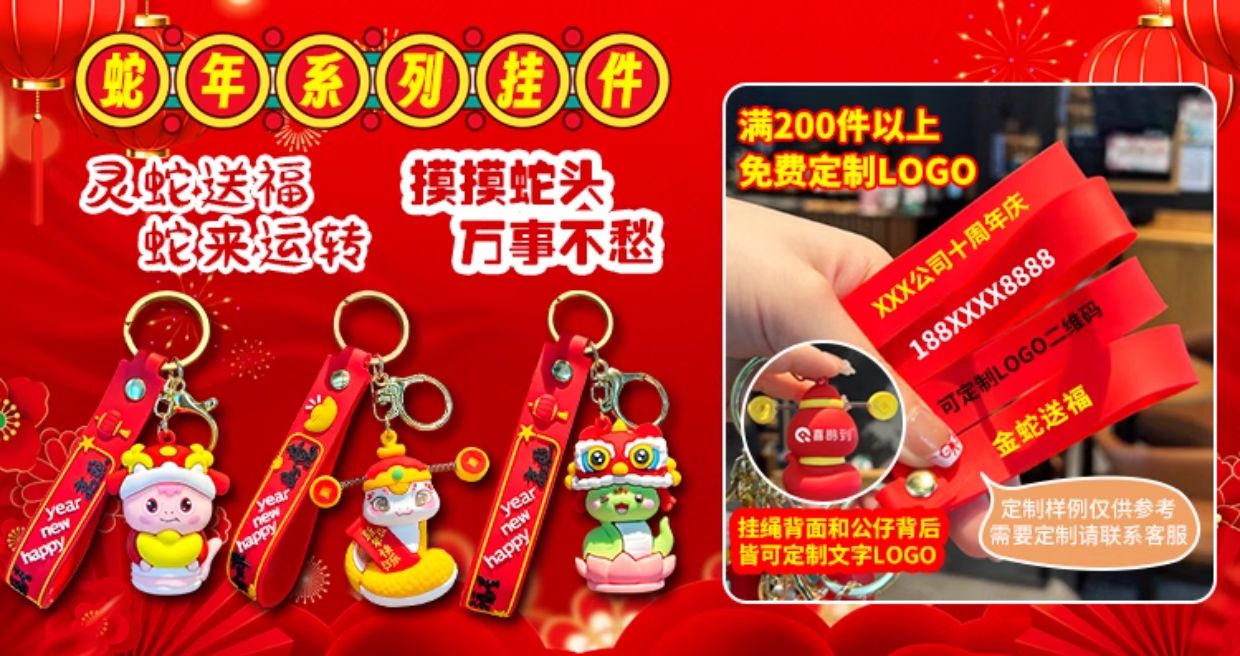 蛇年系列挂件
灵蛇送福
蛇来运转
摸摸蛇头
万事不愁
year
new
happy
year
new
happy
year
new
happy
满200件以上
免费定制LOGO
XXX公司十周年庆
188XXXX8888
可定制LOGO二维码
金蛇送福
喜鹊到
挂绳背面和公仔背后
皆可定制文字LOGO
定制样例仅供参考
需要定制请联系客服